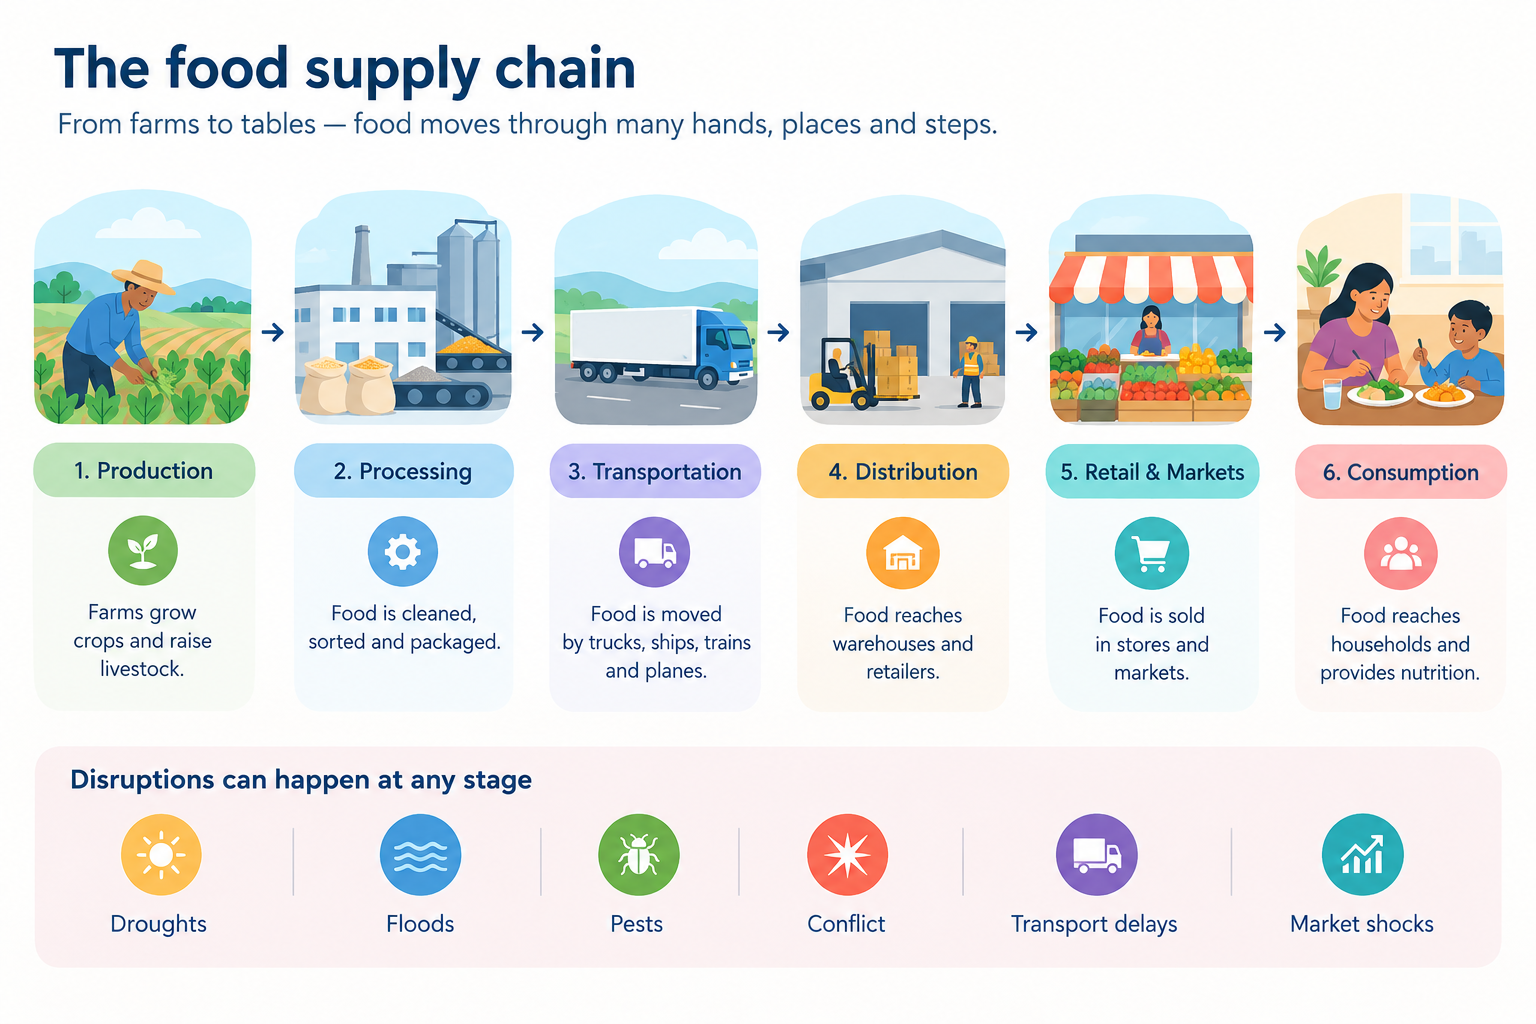 The food supply chain
From farms to tables — food moves through many hands, places and steps.
1. Production
Farms grow
crops and raise
livestock.
2. Processing
Food is cleaned,
sorted and packaged.
3. Transportation
Food is moved
by trucks, ships, trains
and planes.
4. Distribution
Food reaches
warehouses and
retailers.
5. Retail & Markets
Food is sold
in stores and
markets.
6. Consumption
Food reaches
households and
provides nutrition.
Disruptions can happen at any stage
Droughts
Floods
Pests
Conflict
Transport delays
Market shocks